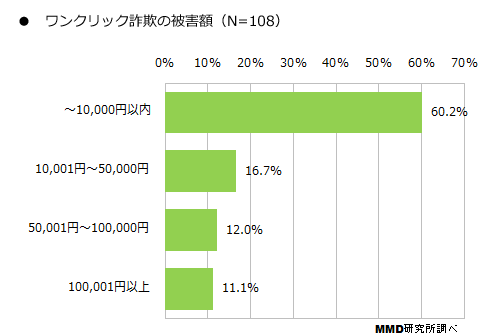 ● ワンクリック詐欺の被害額（N=108）
0% 10% 20% 30% 40% 50% 60% 70%
～10,000円以内 60.2%
10,001円～50,000円 16.7%
50,001円～100,000円 12.0%
100,001円以上 11.1%
MMD研究所調べ